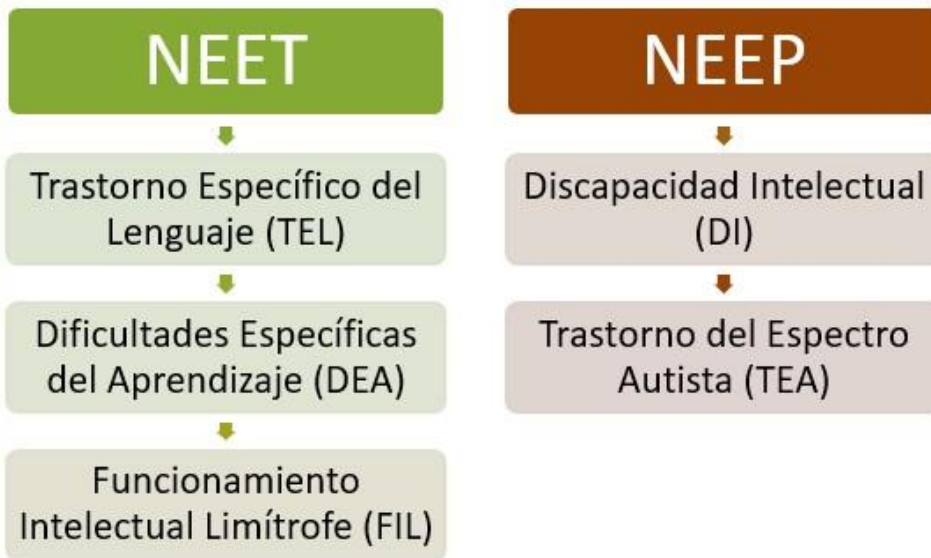 NEET
Trastorno Específico del
Lenguaje (TEL)
Dificultades Específicas
del Aprendizaje (DEA)
Funcionamiento
Intelectual Limítrofe (FIL)
NEEP
Discapacidad Intelectual
(DI)
Trastorno del Espectro
Autista (TEA)